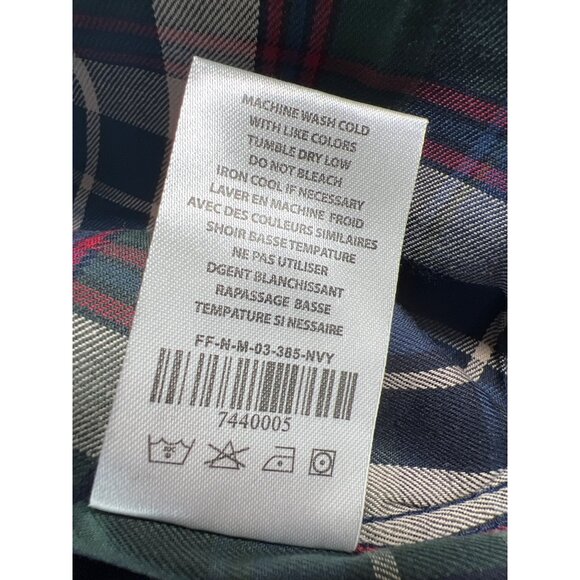 MACHINE WASH COLD
WITH LIKE COLORS
TUMBLE DRY LOW
DO NOT BLEACH
IRON COOL IF NECESSARY
LAVER EN MACHINE FROID
AVEC DES COULEURS SIMILAIRES
SHOIR BASSE TEMPATURE
NE PAS UTILISER
DGENT BLANCHISSANT
RAPASSAGE BASSE
TEMPATURE SI NESSAIRE
FF-N-M-03-385-NVY
7440005